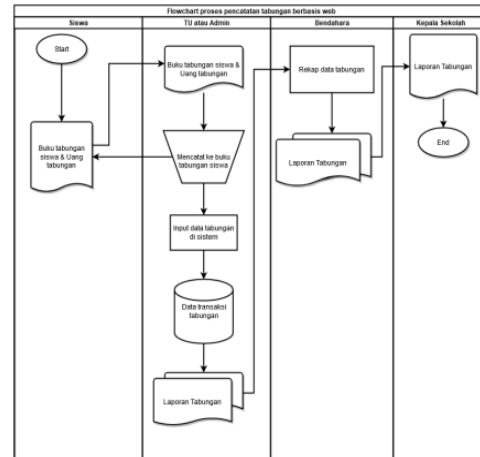 Flowchart proses pencatatan tabungan berbasis web
Siswa
TU atau Admin
Bendahara
Kepala Sekolah
Start
Buku tabungan
siswa & Uang
tabungan
Buku tabungan siswa &
Uang tabungan
Mencatat ke buku
tabungan siswa
Input data tabungan
di sistem
Data transaksi
tabungan
Laporan Tabungan
Rekap data tabungan
Laporan Tabungan
Laporan Tabungan
End